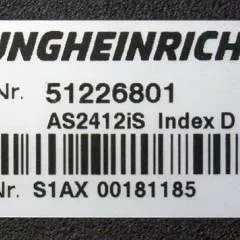 UNGHEINRICH
Nr. 51226801
AS2412iS Index D
Nr. S1AX 00181185